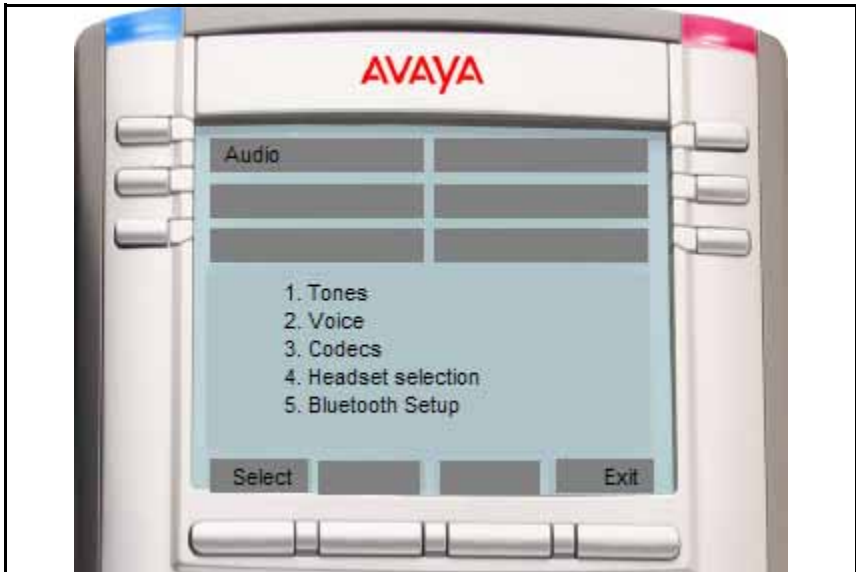 AVAYA
Audio
1. Tones
2. Voice
3. Codecs
4. Headset selection
5. Bluetooth Setup
Select Exit